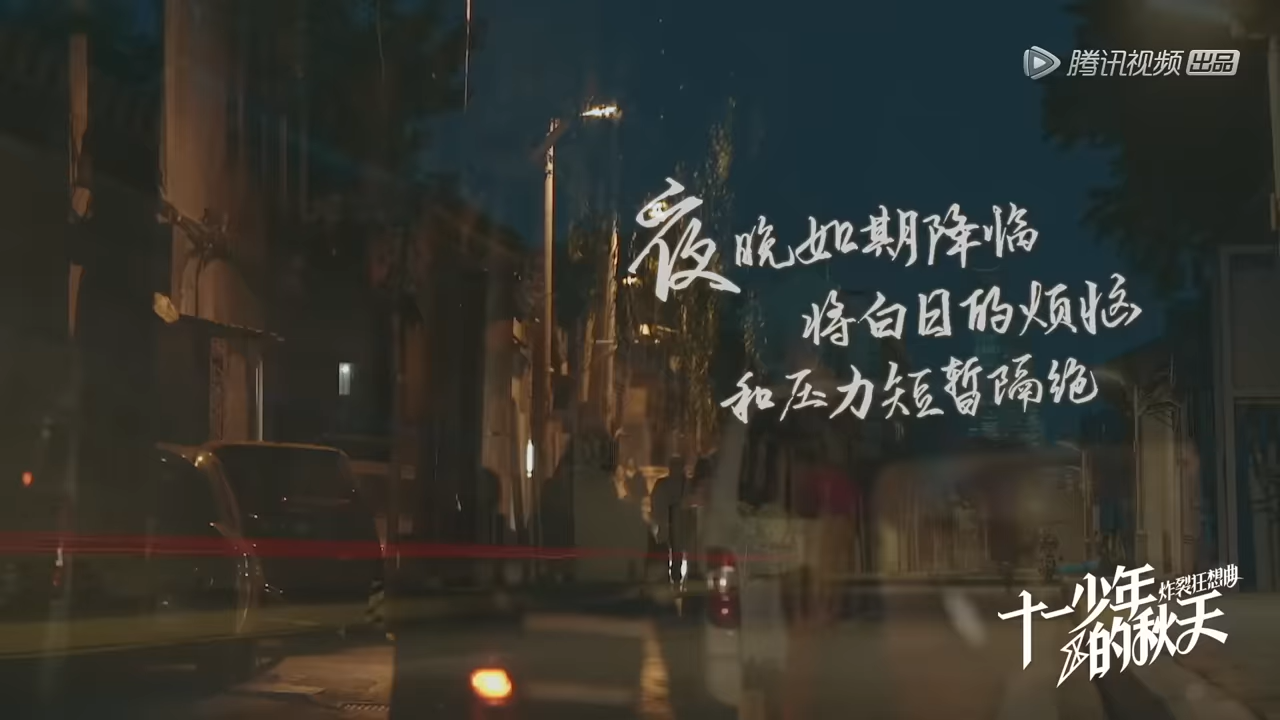 腾讯视频 出品
夜晚如期降临
将白日的烦恼
和压力短暂隔绝
十一少年的秋天
炸裂狂想曲